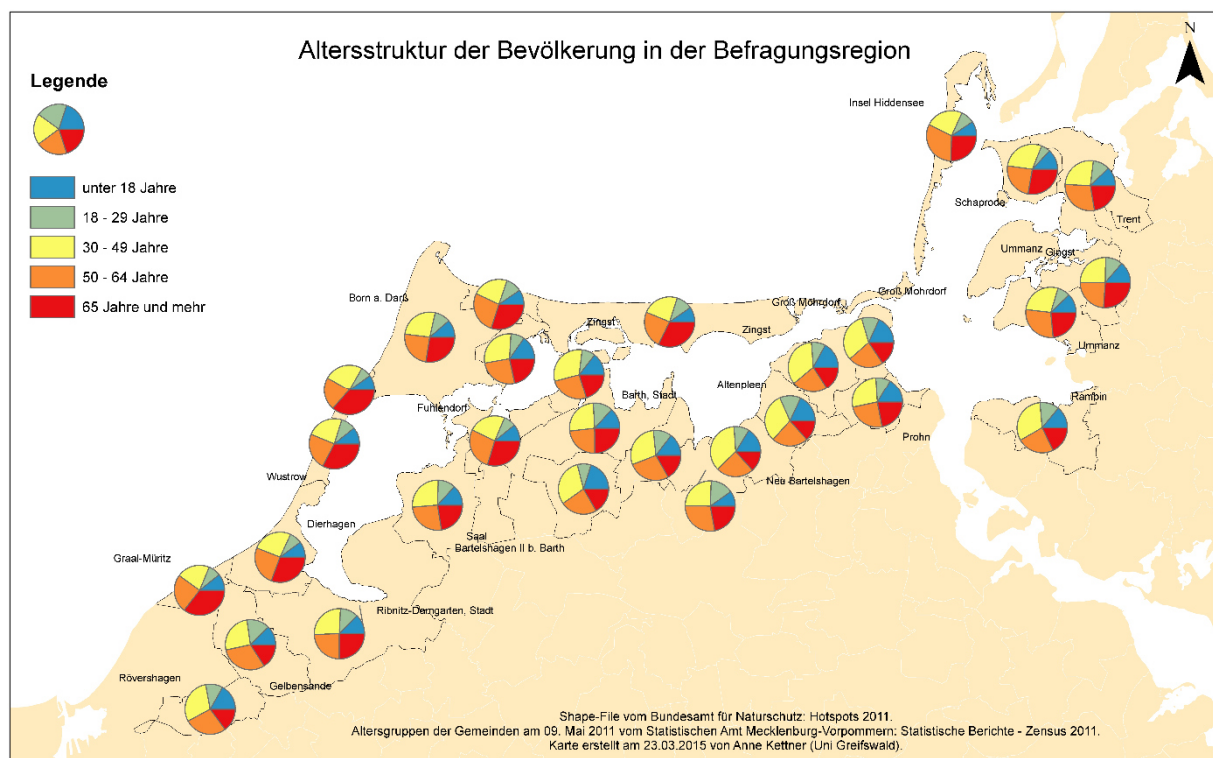 Altersstruktur der Bevölkerung in der Befragungsregion
N
Legende
unter 18 Jahre
18 - 29 Jahre
30 - 49 Jahre
50 - 64 Jahre
65 Jahre und mehr
Insel Hiddensee
Schaprode
Trent
Ummanz
Gingst
Born a. Darß
Groß Mohrdorf
Groß Mohrdorf
Zingst
Zingst
Ummanz
Altenpleen
Barth, Stadt
Rambin
Fuhlendorf
Prohn
Wustrow
Neu Bartelshagen
Dierhagen
Saal
Bartelshagen II b. Barth
Graal-Müritz
Ribnitz-Damgarten, Stadt
Rövershagen
Gelbensande
Shape-File vom Bundesamt für Naturschutz: Hotspots 2011.
Altersgruppen der Gemeinden am 09. Mai 2011 vom Statistischen Amt Mecklenburg-Vorpommern: Statistische Berichte - Zensus 2011.
Karte erstellt am 23.03.2015 von Anne Kettner (Uni Greifswald).